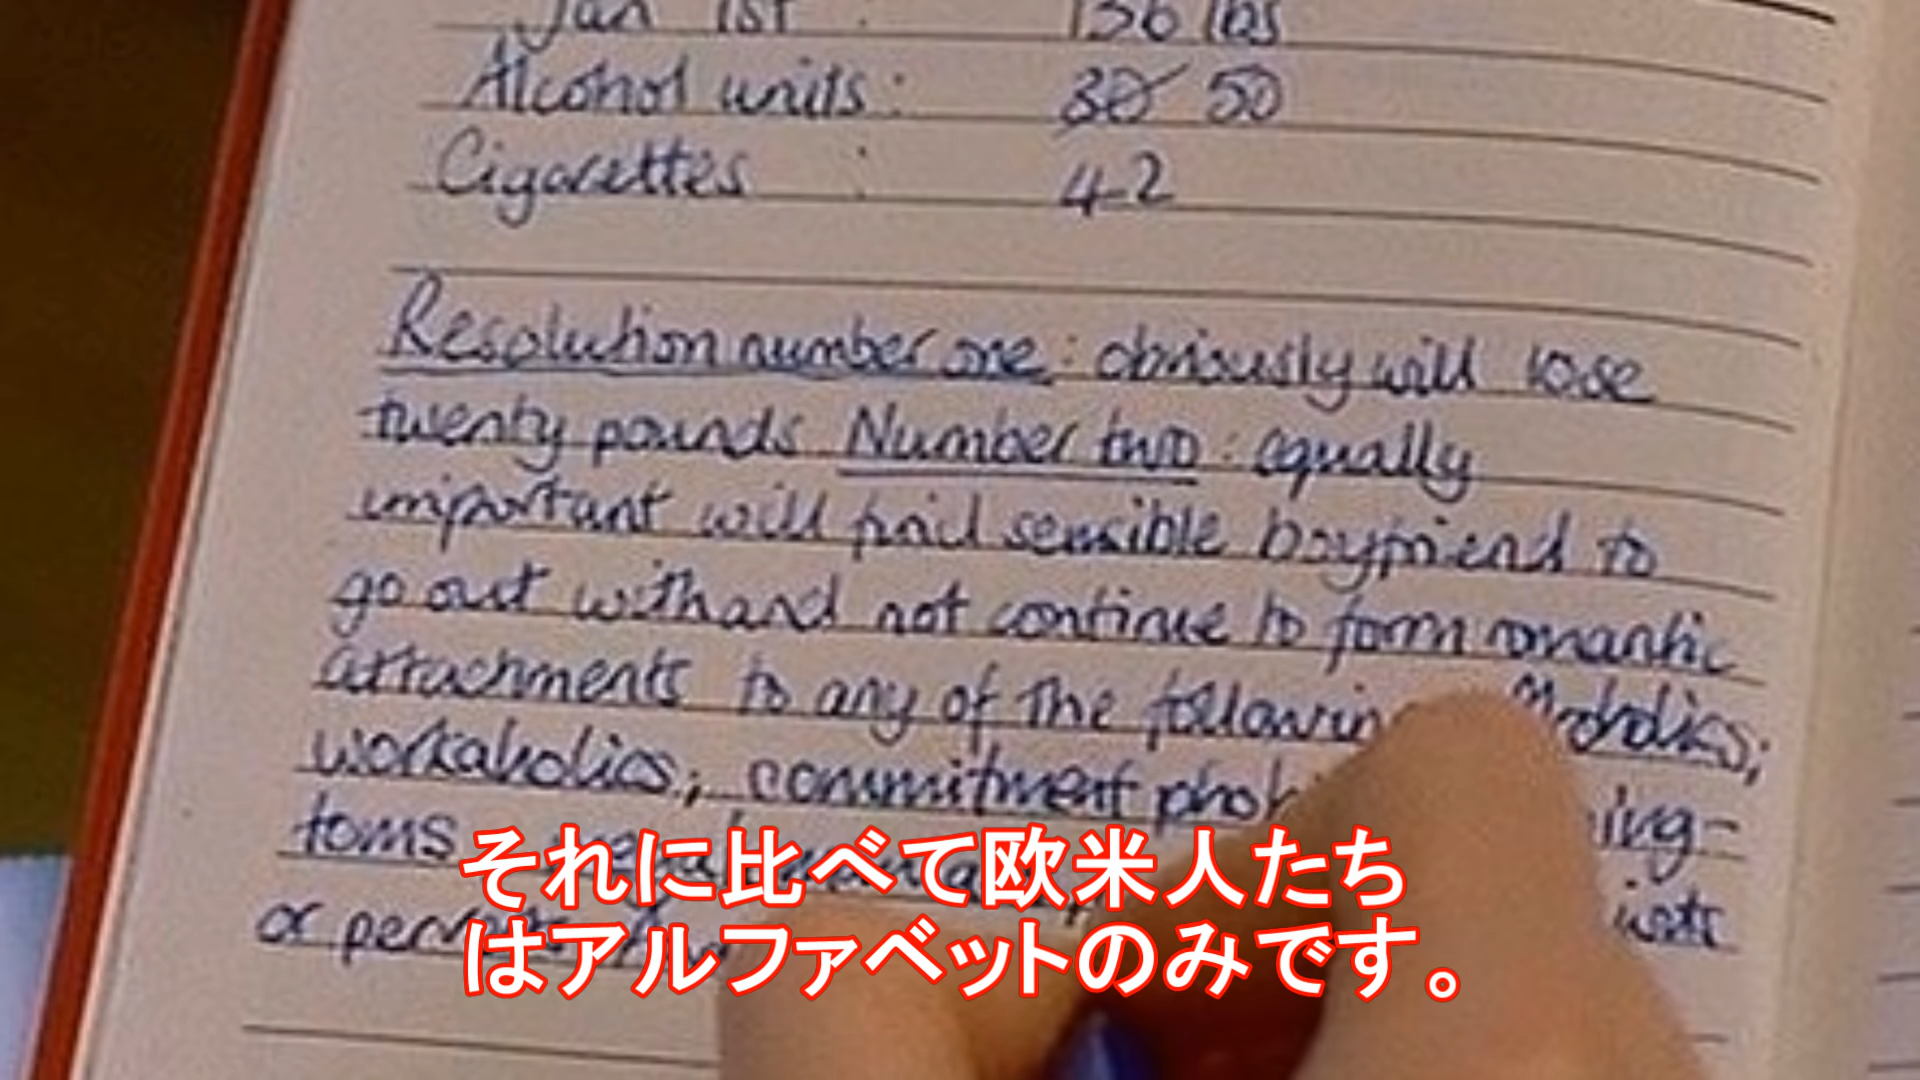 Jan 1st : 136 lbs
Alcohol units : 30 50
Cigarettes : 42
Resolution number one : obviously will lose
twenty pounds. Number two : equally
important will find sensible boyfriend to
go out with and not continue to form romantic
attachments to any of the following
workaholics, commitment
toms
or
それに比べて欧米人たち
はアルファベットのみです。